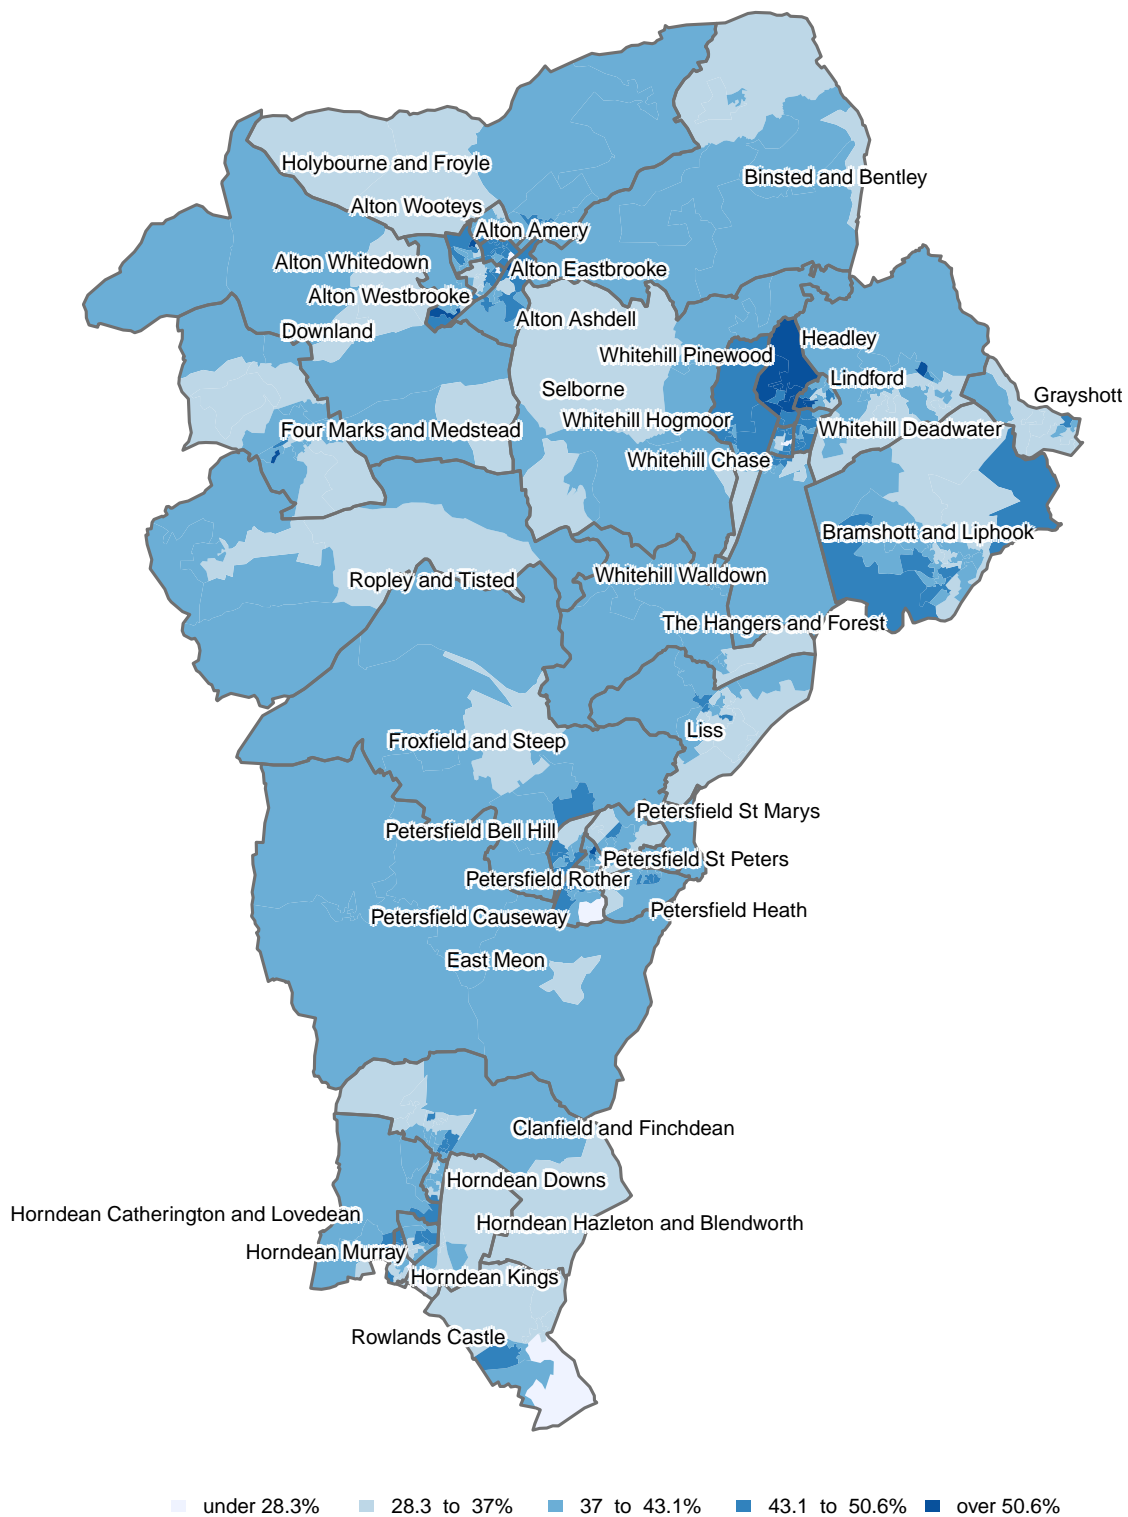 Holybourne and Froyle
Binsted and Bentley
Alton Wooteys
Alton Amery
Alton Whitedown
Alton Eastbrooke
Alton Westbrooke
Alton Ashdell
Downland
Headley
Whitehill Pinewood
Lindford
Selborne
Grayshott
Whitehill Hogmoor
Whitehill Deadwater
Four Marks and Medstead
Whitehill Chase
Bramshott and Liphook
Whitehill Walldown
Ropley and Tisted
The Hangers and Forest
Liss
Froxfield and Steep
Petersfield St Marys
Petersfield Bell Hill
Petersfield St Peters
Petersfield Rother
Petersfield Heath
Petersfield Causeway
East Meon
Clanfield and Finchdean
Horndean Downs
Horndean Catherington and Lovedean
Horndean Hazleton and Blendworth
Horndean Murray
Horndean Kings
Rowlands Castle
under 28.3% 28.3 to 37% 37 to 43.1% 43.1 to 50.6% over 50.6%